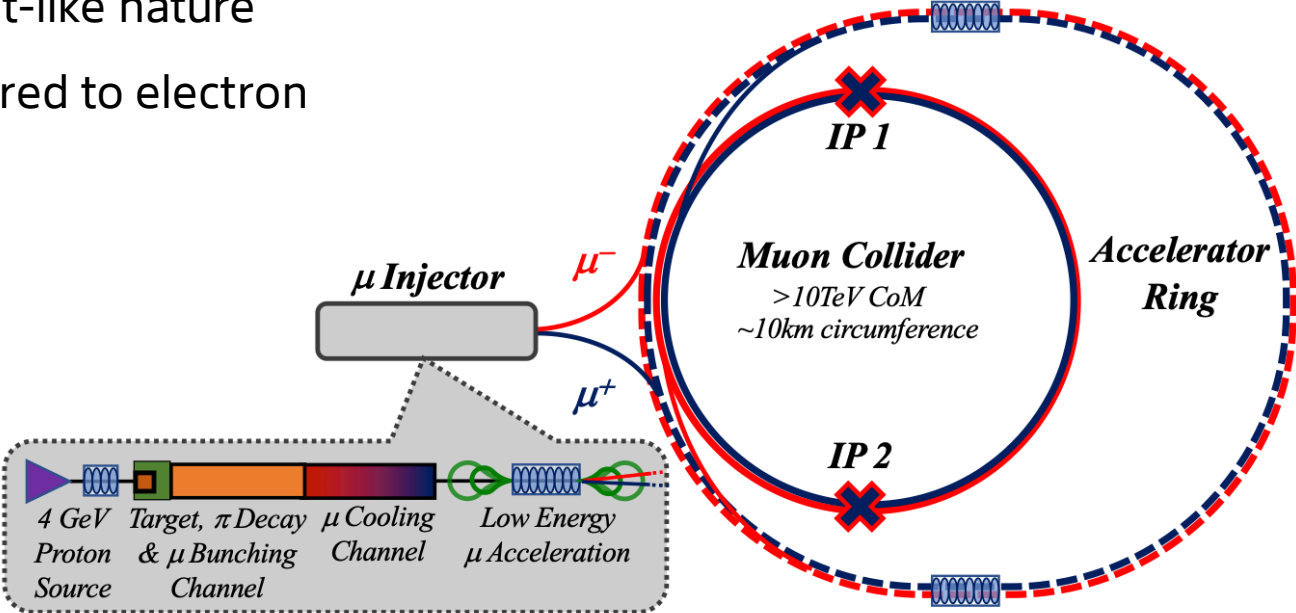 t-like nature
red to electron
IP 1
Muon Collider
>10TeV CoM
~10km circumference
Accelerator
Ring
μ Injector
μ⁻
μ⁺
IP 2
4 GeV
Proton
Source
Target, π Decay
& μ Bunching
Channel
μ Cooling
Channel
Low Energy
μ Acceleration